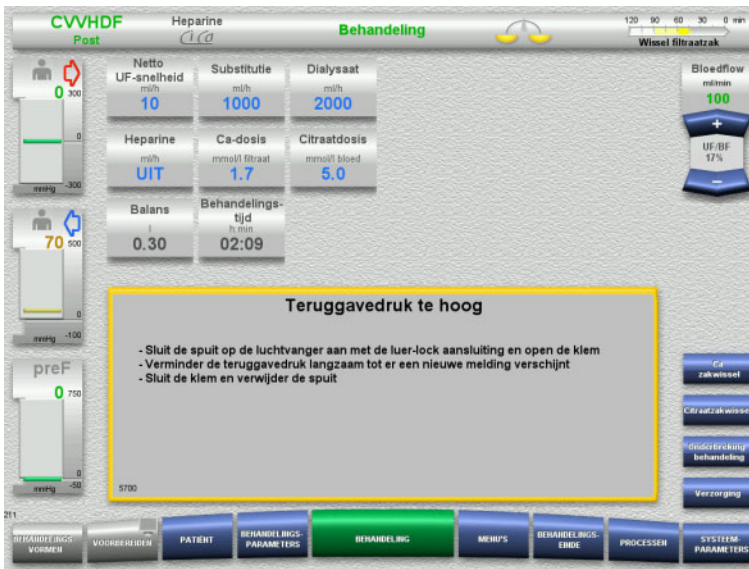 CVVHDF
Post
Heparine
CiCa
Behandeling
120 90 60 30 0 min
Wissel filtraatzak
0
300
0
mmHg
-300
70
500
0
mmHg
-100
preF
0
750
0
mmHg
-50
Netto
UF-snelheid
ml/h
10
Substitutie
ml/h
1000
Dialysaat
ml/h
2000
Heparine
ml/h
UIT
Ca-dosis
mmol/l filtraat
1.7
Citraatdosis
mmol/l bloed
5.0
Balans
l
0.30
Behandelings-
tijd
h:min
02:09
Bloedflow
ml/min
100
+
UF/BF
17%
–
Teruggavedruk te hoog
- Sluit de spuit op de luchtvanger aan met de luer-lock aansluiting en open de klem
- Verminder de teruggavedruk langzaam tot er een nieuwe melding verschijnt
- Sluit de klem en verwijder de spuit
5700
Ca-
zakwissel
Citraatzakwissel
Onderbreking
behandeling
Verzorging
211
BEHANDELINGS-
VORMEN
VOORBEREIDEN
PATIËNT
BEHANDELINGS-
PARAMETERS
BEHANDELING
MENU'S
BEHANDELINGS-
EINDE
PROCESSEN
SYSTEEM-
PARAMETERS